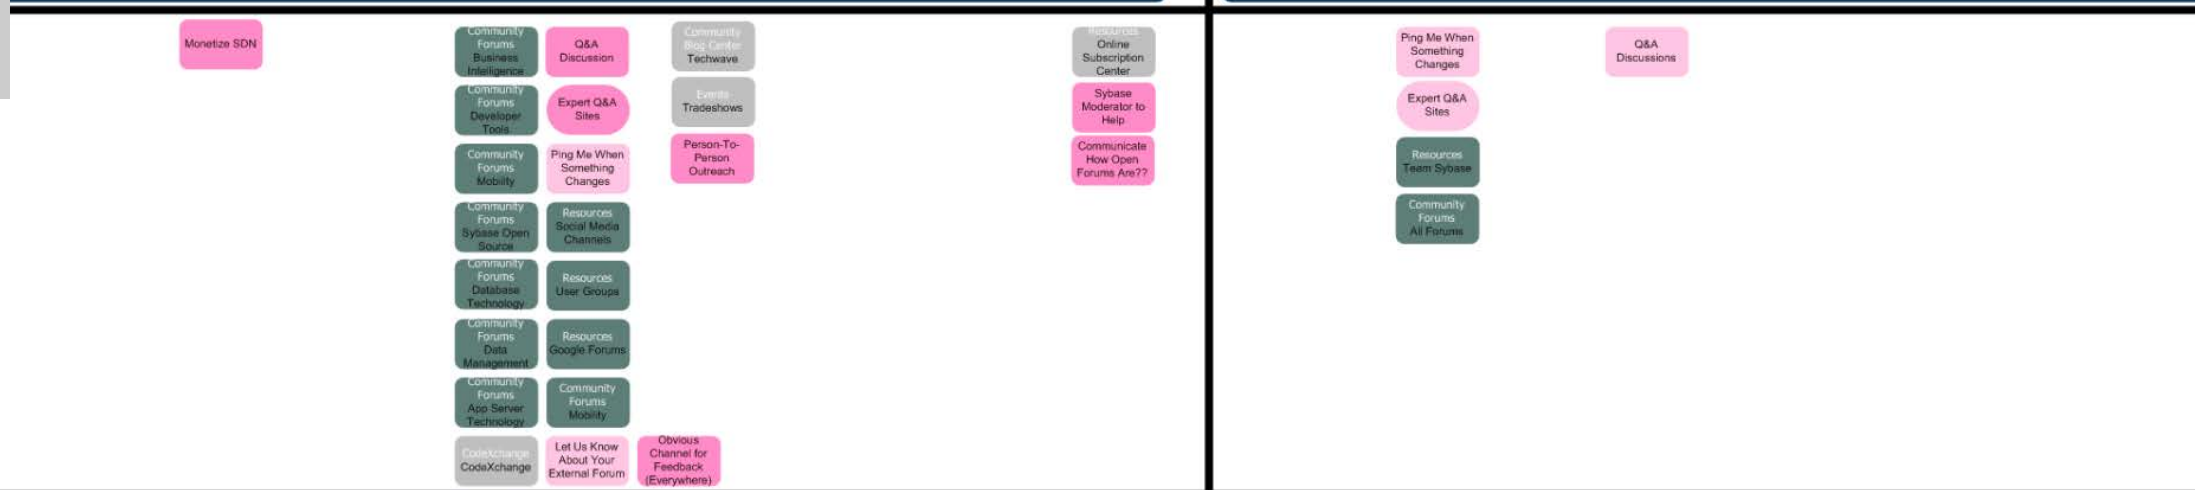 Monetize SDN
Community
Forums
Business
Intelligence
Community
Forums
Developer
Tools
Community
Forums
Mobility
Community
Forums
Sybase Open
Source
Community
Forums
Database
Technology
Community
Forums
Data
Management
Community
Forums
App Server
Technology
CodeXchange
CodeXchange
Q&A
Discussion
Expert Q&A
Sites
Ping Me When
Something
Changes
Resources
Social Media
Channels
Resources
User Groups
Resources
Google Forums
Community
Forums
Mobility
Let Us Know
About Your
External Forum
Obvious
Channel for
Feedback
(Everywhere)
Community
Blog Center
Techwave
Events
Tradeshows
Person-To-
Person
Outreach
Resources
Online
Subscription
Center
Sybase
Moderator to
Help
Communicate
How Open
Forums Are??
Ping Me When
Something
Changes
Expert Q&A
Sites
Resources
Team Sybase
Community
Forums
All Forums
Q&A
Discussions